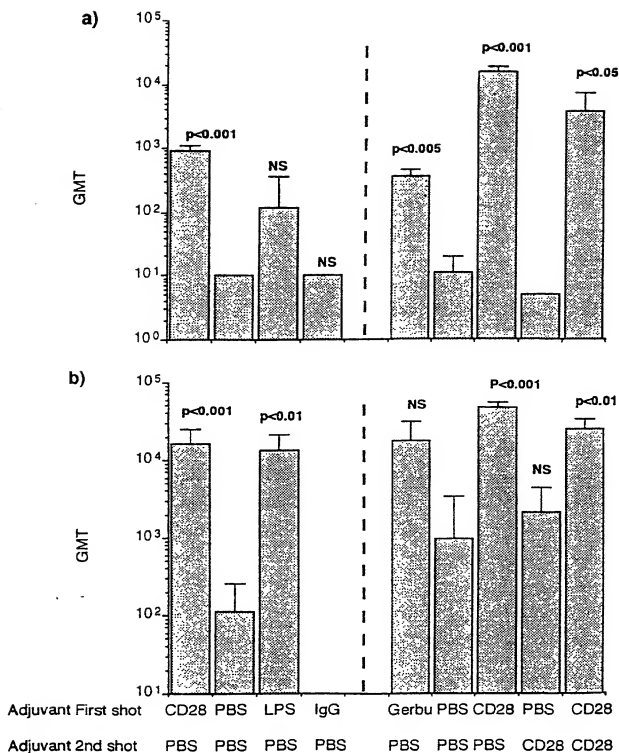 a)
10⁵
10⁴
10³
10²
10¹
10⁰
GMT
p<0.001
NS
NS
p<0.005
p<0.001
p<0.05
b)
10⁵
10⁴
10³
10²
10¹
GMT
p<0.001
p<0.01
NS
P<0.001
NS
p<0.01
Adjuvant First shot CD28 PBS LPS IgG Gerbu PBS CD28 PBS CD28
Adjuvant 2nd shot PBS PBS PBS PBS PBS PBS PBS CD28 CD28